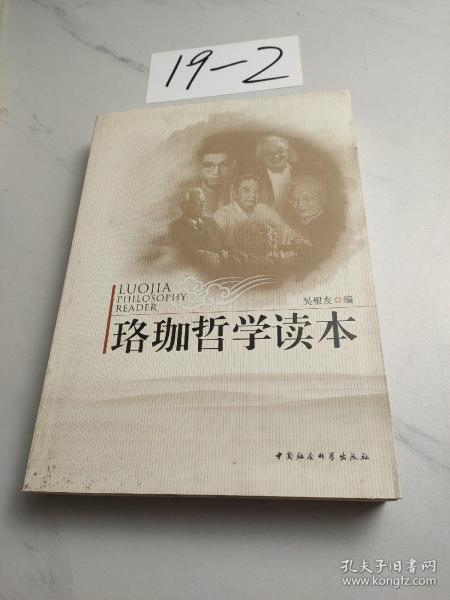 19-2
LUOJIA
PHILOSOPHY
READER
吴根友 编
珞珈哲学读本
中国社会科学出版社
孔夫子旧书网
www.kongfz.com